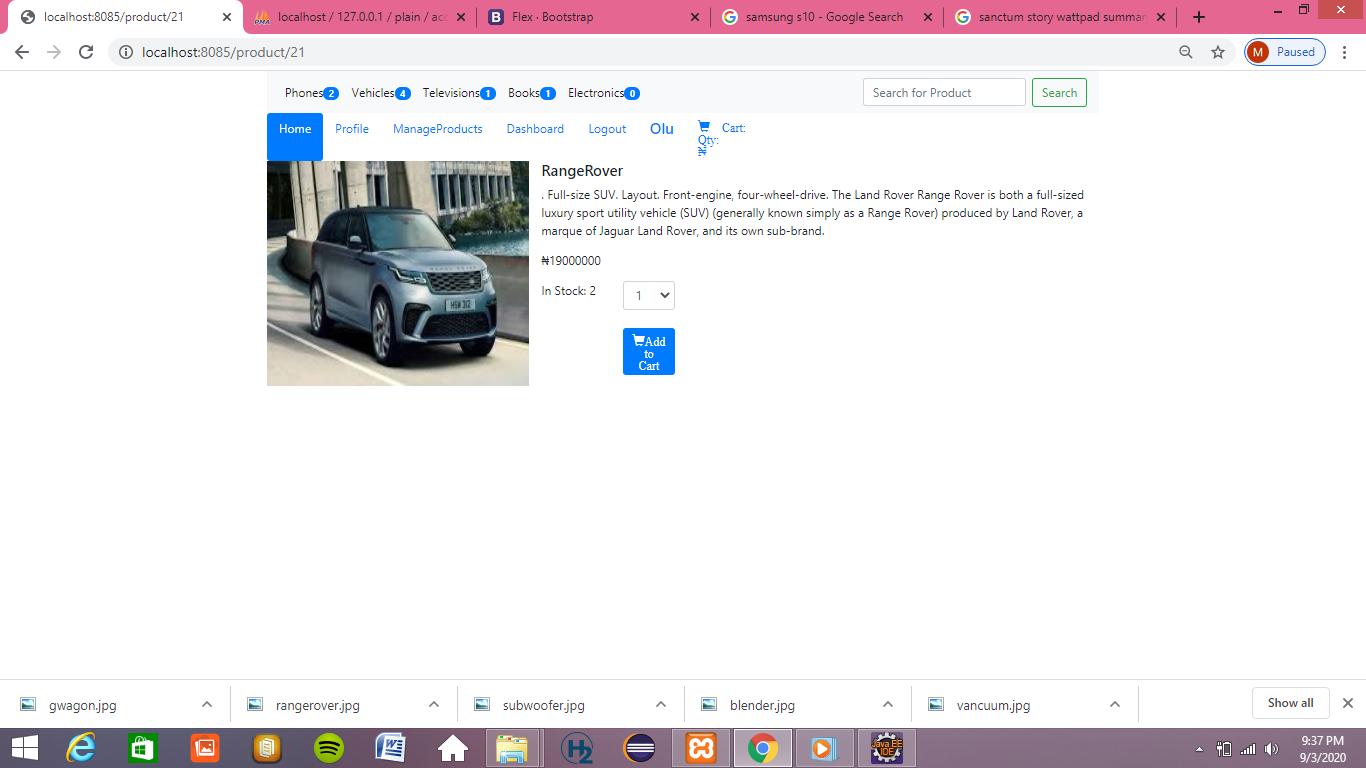 localhost:8085/product/21
localhost / 127.0.0.1 / plain / acc
Flex · Bootstrap
samsung s10 - Google Search
sanctum story wattpad summar
localhost:8085/product/21
M Paused
Phones 2 Vehicles 4 Televisions 1 Books 1 Electronics 0
Search for Product
Search
Home Profile ManageProducts Dashboard Logout Olu
Cart:
Qty:
₦
RangeRover
. Full-size SUV. Layout. Front-engine, four-wheel-drive. The Land Rover Range Rover is both a full-sized
luxury sport utility vehicle (SUV) (generally known simply as a Range Rover) produced by Land Rover, a
marque of Jaguar Land Rover, and its own sub-brand.
₦19000000
In Stock: 2
1
Add
to
Cart
gwagon.jpg
rangerover.jpg
subwoofer.jpg
blender.jpg
vancuum.jpg
Show all
H2
Java EE
IDE
9:37 PM
9/3/2020